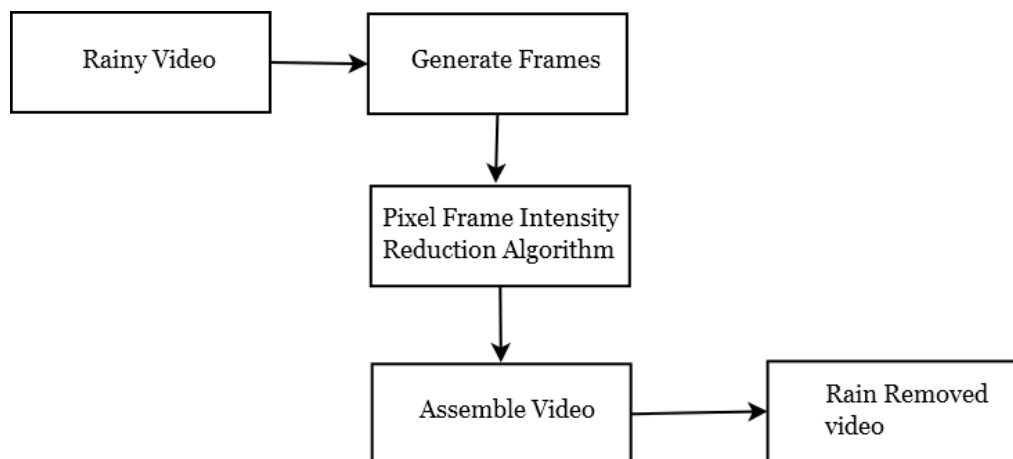 Rainy Video
Generate Frames
Pixel Frame Intensity
Reduction Algorithm
Assemble Video
Rain Removed
video